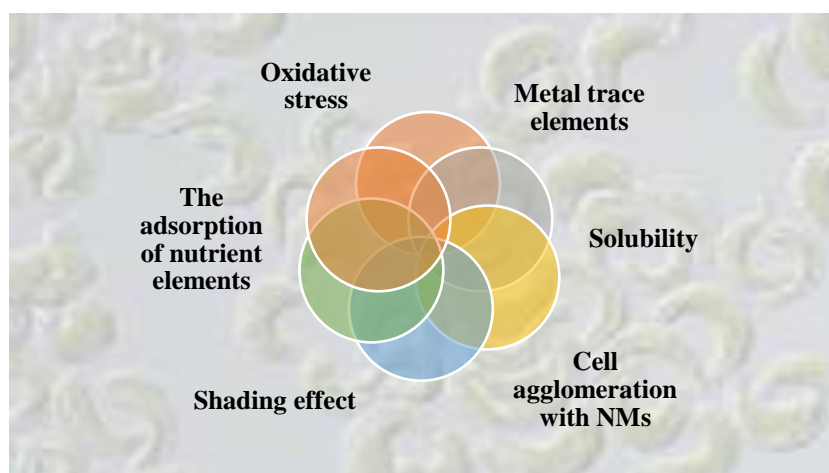 Oxidative
stress
Metal trace
elements
The
adsorption
of nutrient
elements
Solubility
Shading effect
Cell
agglomeration
with NMs